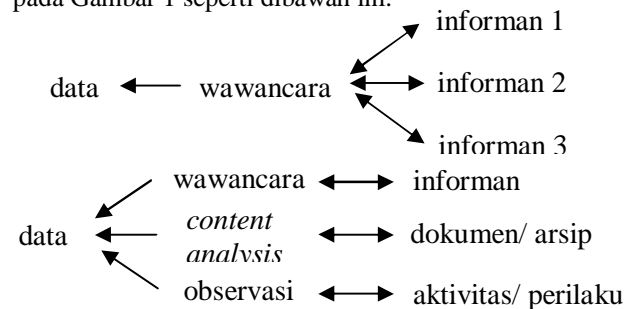 pada Gambar 1 seperti dibawah ini.
informan 1
data wawancara informan 2
informan 3
wawancara informan
data content dokumen/ arsip
analysis
observasi aktivitas/ perilaku